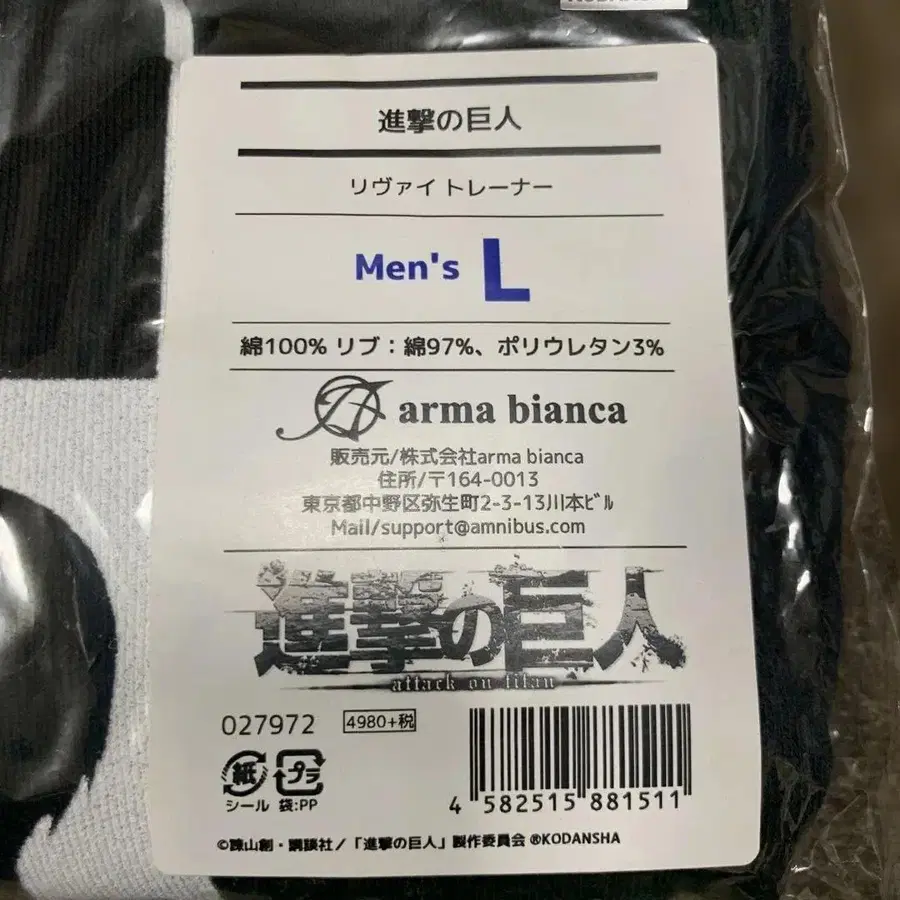 進撃の巨人
リヴァイ トレーナー
Men's L
綿100% リブ：綿97%、ポリウレタン3%
arma bianca
販売元/株式会社arma bianca
住所/〒164-0013
東京都中野区弥生町2-3-13川本ビル
Mail/support@amnibus.com
進撃の巨人
attack on titan
027972 4980+税
紙 プラ
シール 袋:PP
4 582515 881511
©諫山創・講談社／「進撃の巨人」製作委員会 ®KODANSHA